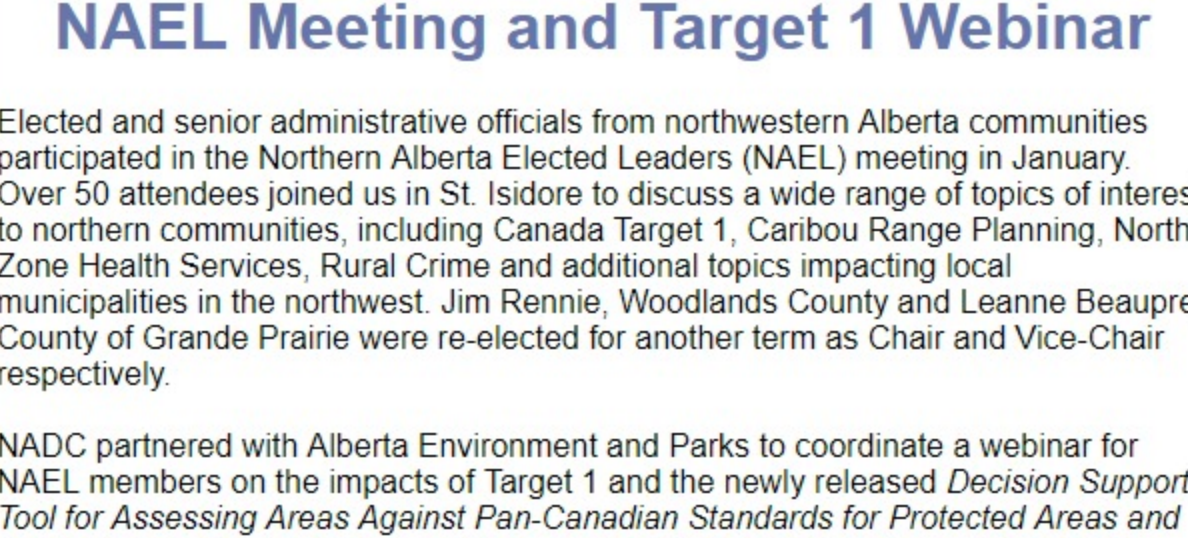 NAEL Meeting and Target 1 Webinar
Elected and senior administrative officials from northwestern Alberta communities
participated in the Northern Alberta Elected Leaders (NAEL) meeting in January.
Over 50 attendees joined us in St. Isidore to discuss a wide range of topics of interes
to northern communities, including Canada Target 1, Caribou Range Planning, North
Zone Health Services, Rural Crime and additional topics impacting local
municipalities in the northwest. Jim Rennie, Woodlands County and Leanne Beaupre
County of Grande Prairie were re-elected for another term as Chair and Vice-Chair
respectively.
NADC partnered with Alberta Environment and Parks to coordinate a webinar for
NAEL members on the impacts of Target 1 and the newly released Decision Support
Tool for Assessing Areas Against Pan-Canadian Standards for Protected Areas and